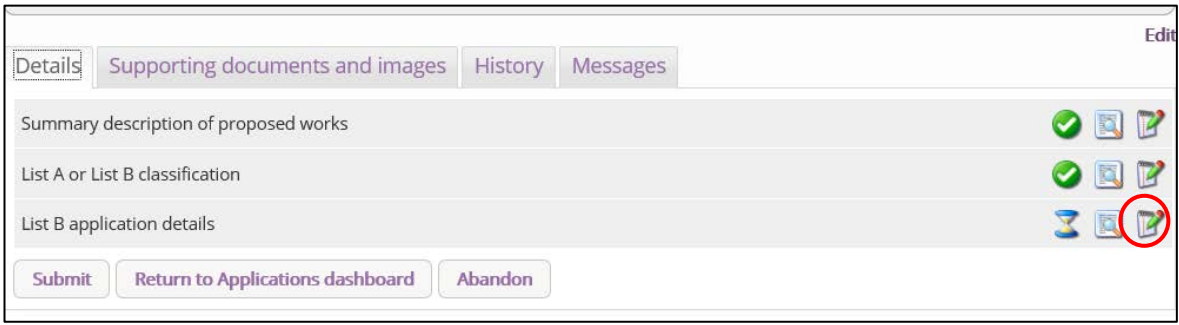 Edit
Details Supporting documents and images History Messages
Summary description of proposed works
List A or List B classification
List B application details
Submit Return to Applications dashboard Abandon